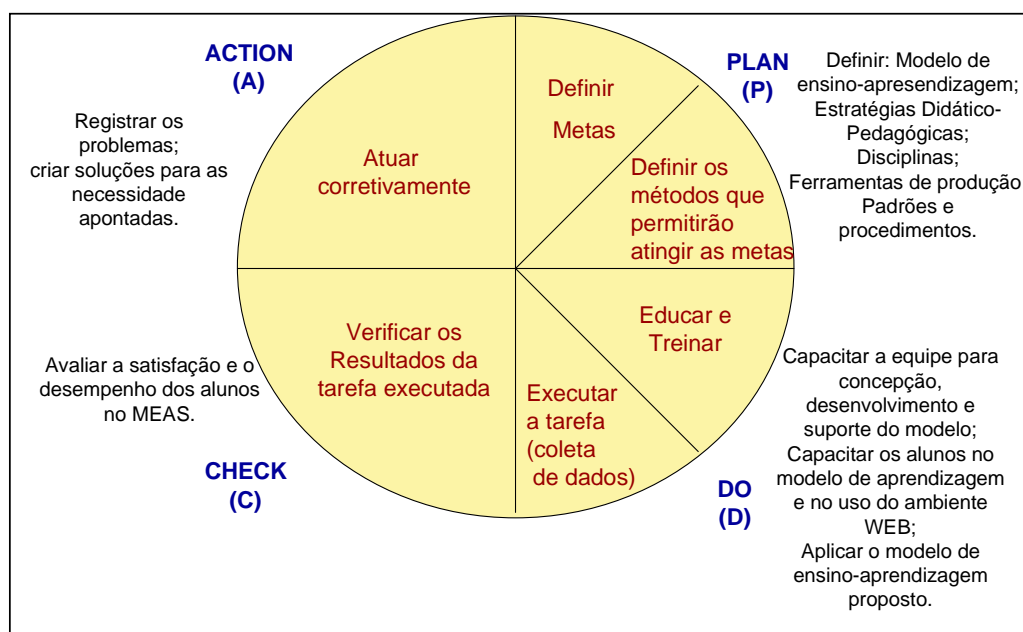 ACTION
(A)
Registrar os
problemas;
criar soluções para as
necessidade
apontadas.
Atuar
corretivamente
Definir
Metas
PLAN
(P)
Definir: Modelo de
ensino-apresendizagem;
Estratégias Didático-
Pedagógicas;
Disciplinas;
Ferramentas de produção
Padrões e
procedimentos.
Definir os
métodos que
permitirão
atingir as metas
Educar e
Treinar
Executar
a tarefa
(coleta
de dados)
DO
(D)
Capacitar a equipe para
concepção,
desenvolvimento e
suporte do modelo;
Capacitar os alunos no
modelo de aprendizagem
e no uso do ambiente
WEB;
Aplicar o modelo de
ensino-aprendizagem
proposto.
Verificar os
Resultados da
tarefa executada
Avaliar a satisfação e o
desempenho dos alunos
no MEAS.
CHECK
(C)